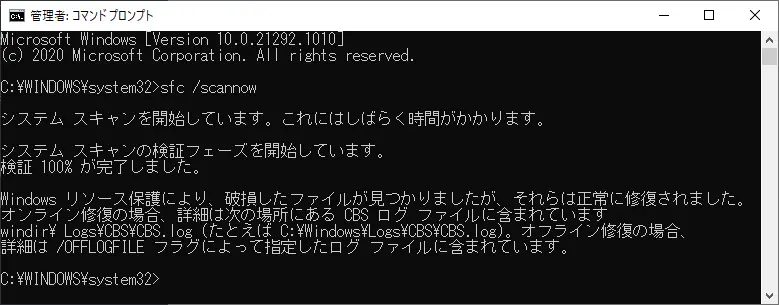 管理者: コマンド プロンプト
Microsoft Windows [Version 10.0.21292.1010]
(c) 2020 Microsoft Corporation. All rights reserved.
C:¥WINDOWS¥system32>sfc /scannow
システム スキャンを開始しています。これにはしばらく時間がかかります。
システム スキャンの検証フェーズを開始しています。
検証 100% が完了しました。
Windows リソース保護により、破損したファイルが見つかりましたが、それらは正常に修復されました。
オンライン修復の場合、詳細は次の場所にある CBS ログ ファイルに含まれています
windir¥ Logs¥CBS¥CBS.log (たとえば C:¥Windows¥Logs¥CBS¥CBS.log)。オフライン修復の場合、
詳細は /OFFLOGFILE フラグによって指定したログ ファイルに含まれています。
C:¥WINDOWS¥system32>